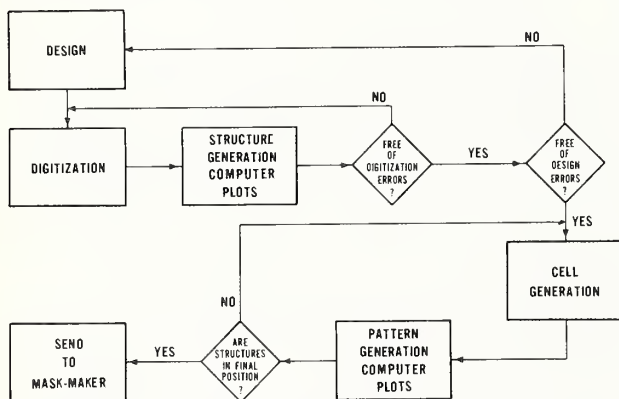 DESIGN
NO
NO
DIGITIZATION
STRUCTURE
GENERATION
COMPUTER
PLOTS
FREE
OF
DIGITIZATION
ERRORS
?
YES
FREE
OF
DESIGN
ERRORS
?
YES
CELL
GENERATION
NO
SEND
TO
MASK-MAKER
YES
ARE
STRUCTURES
IN FINAL
POSITION
?
PATTERN
GENERATION
COMPUTER
PLOTS